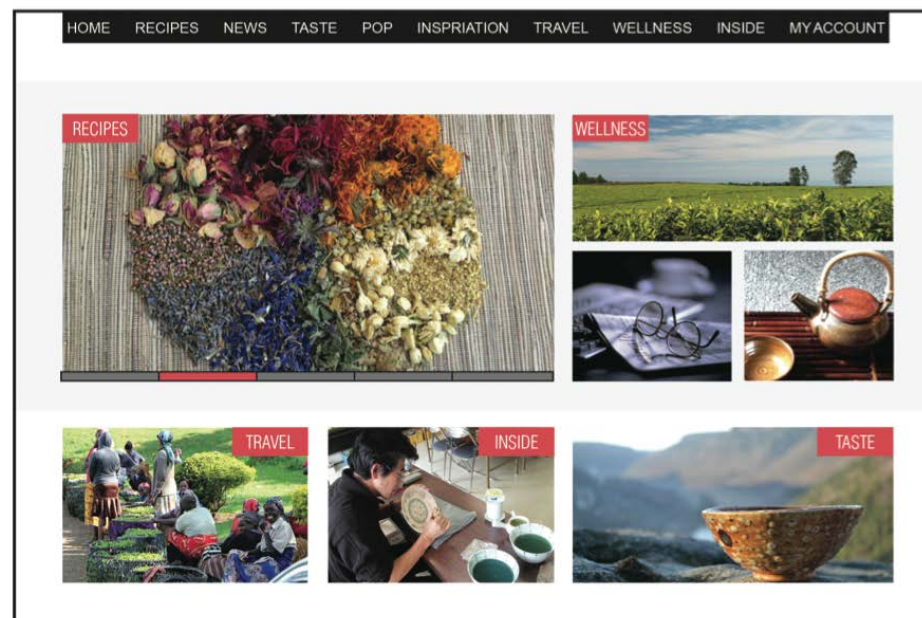 HOME RECIPES NEWS TASTE POP INSPRIATION TRAVEL WELLNESS INSIDE MY ACCOUNT
RECIPES
WELLNESS
TRAVEL
INSIDE
TASTE